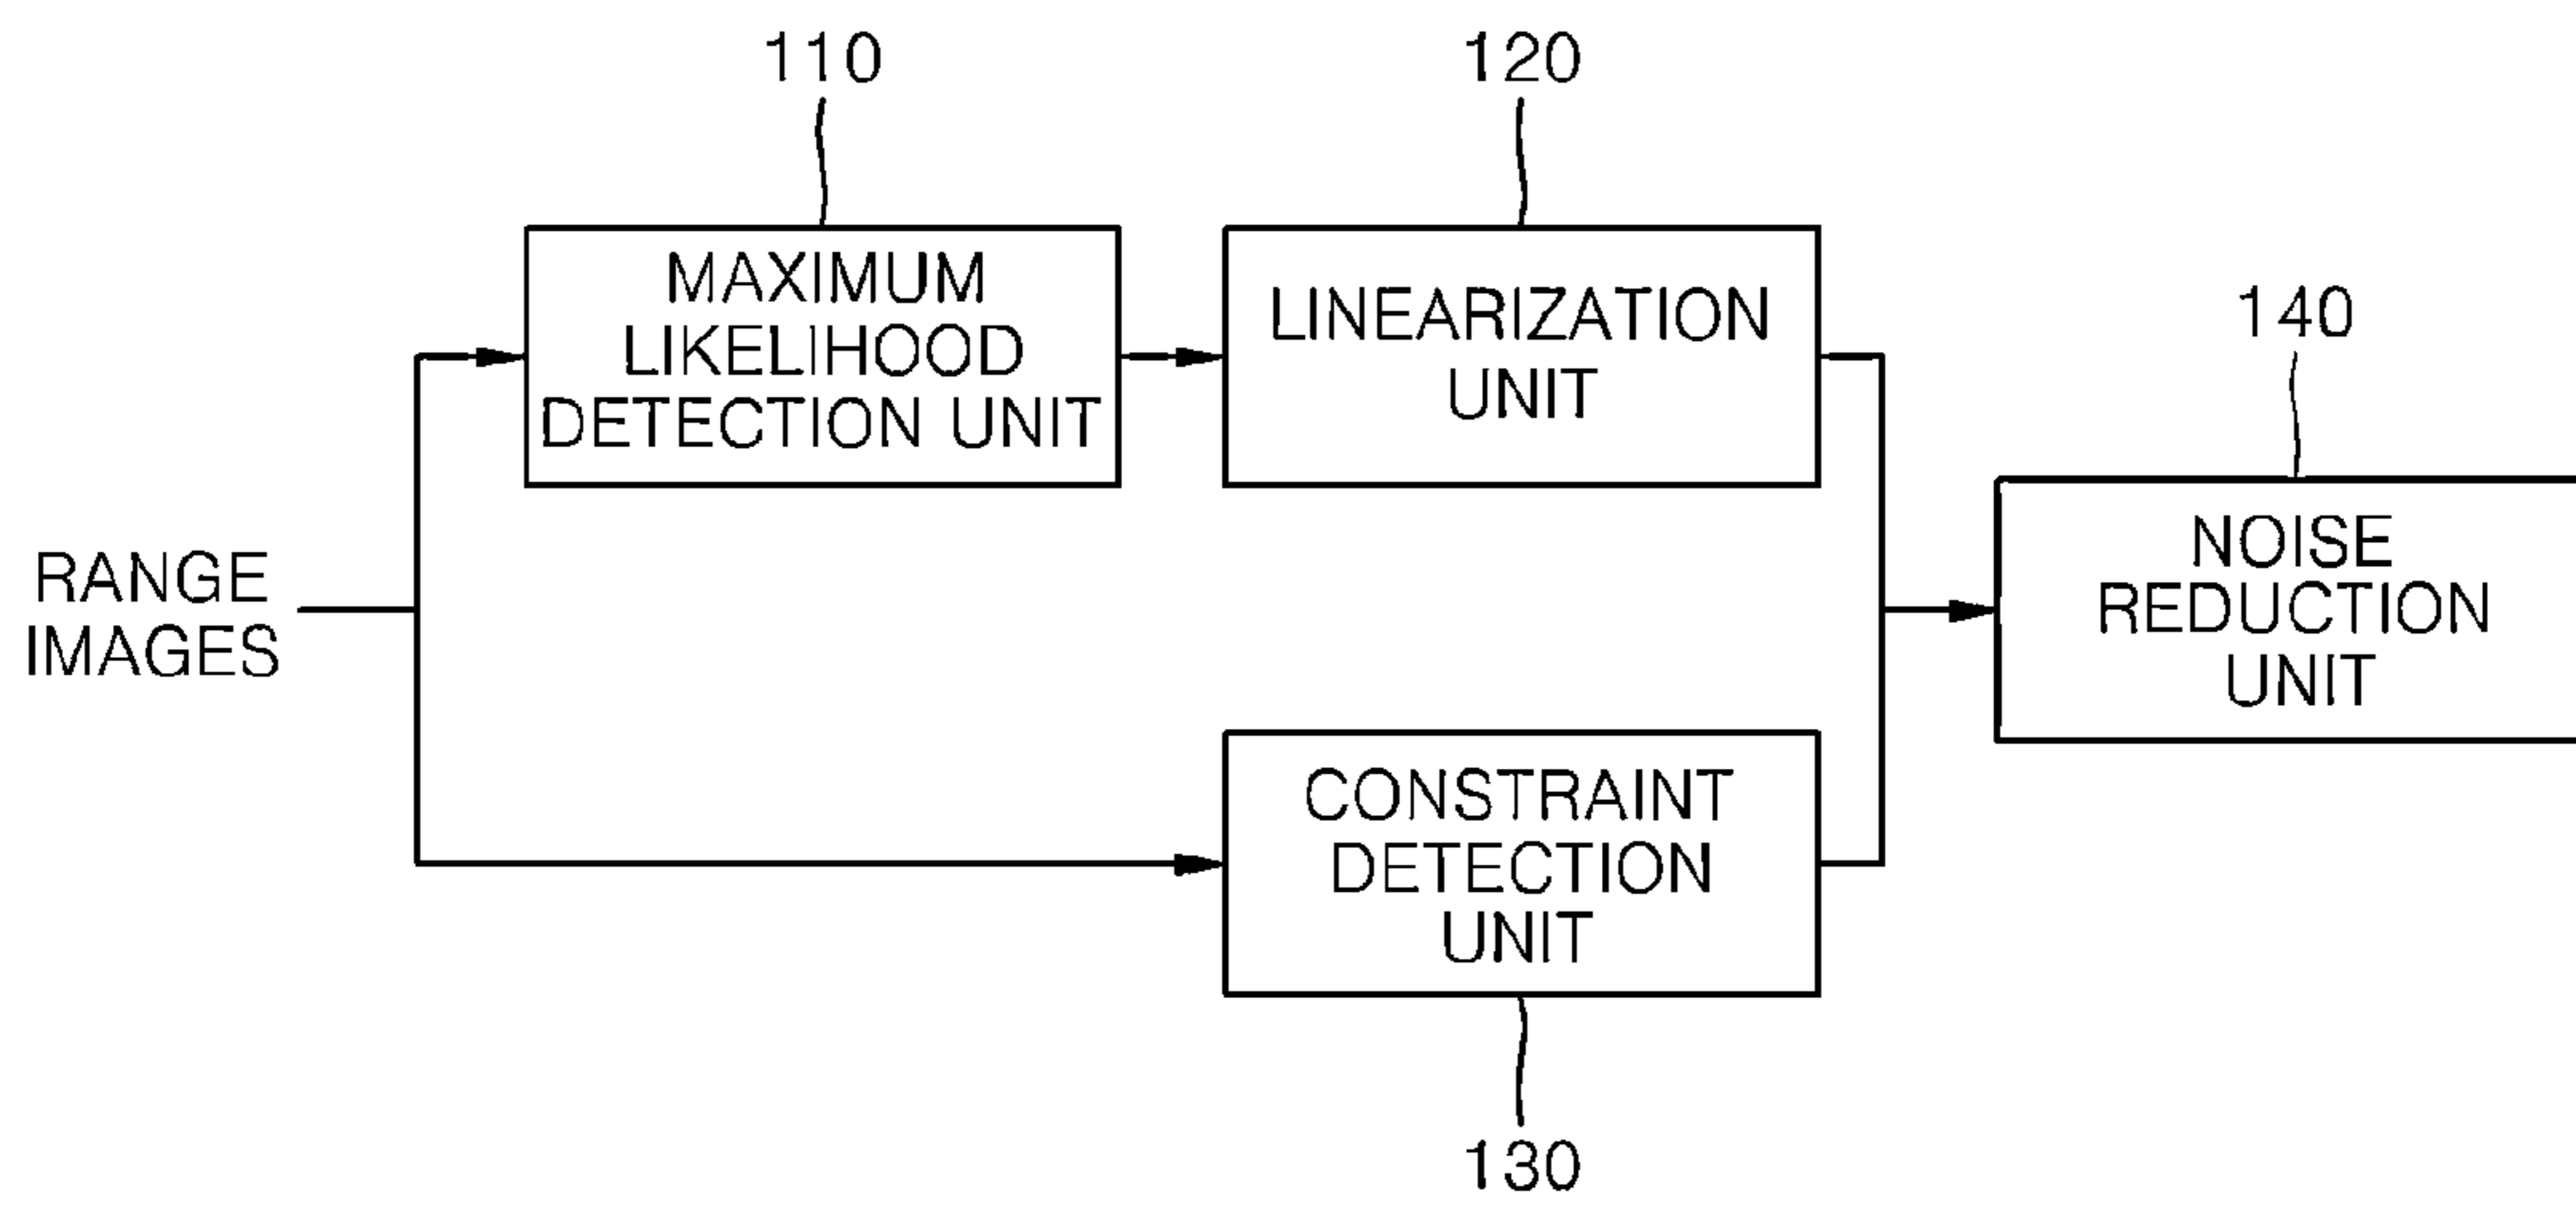 110
120
MAXIMUM
LIKELIHOOD
DETECTION UNIT
LINEARIZATION
UNIT
140
NOISE
REDUCTION
UNIT
RANGE
IMAGES
CONSTRAINT
DETECTION
UNIT
130